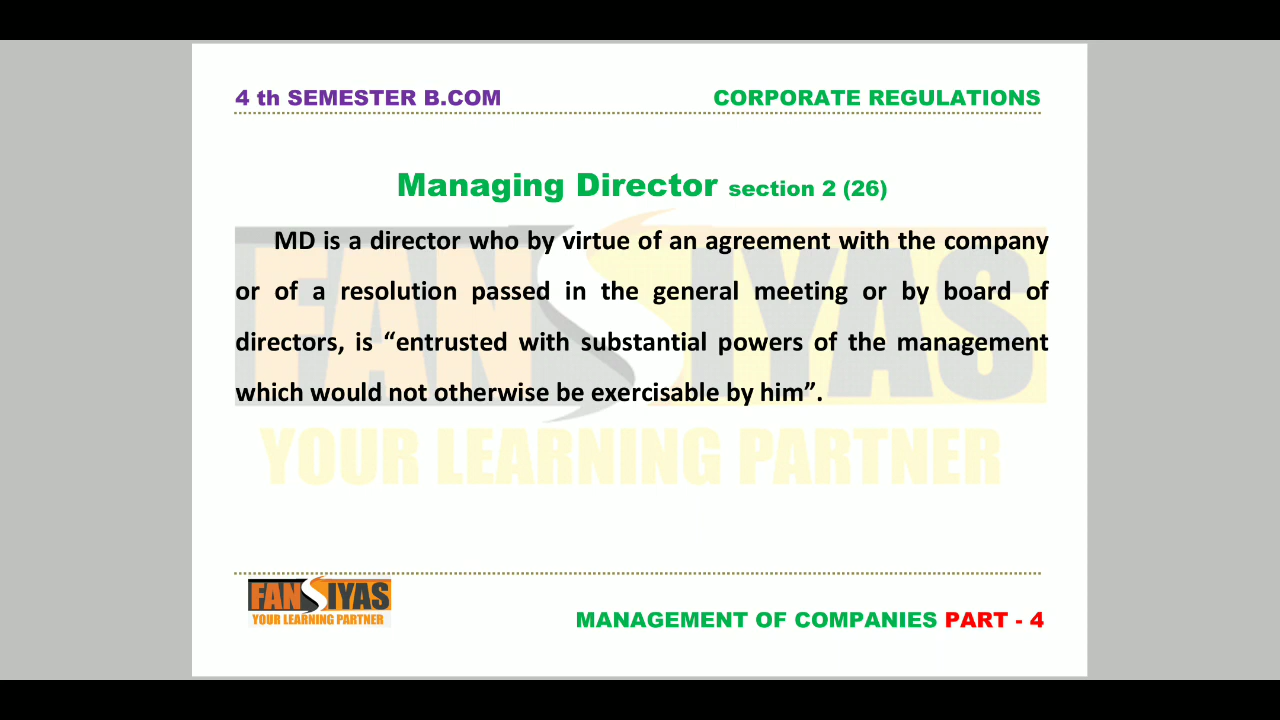 4 th SEMESTER B.COM CORPORATE REGULATIONS
Managing Director section 2 (26)
MD is a director who by virtue of an agreement with the company
or of a resolution passed in the general meeting or by board of
directors, is “entrusted with substantial powers of the management
which would not otherwise be exercisable by him”.
FANSIYAS
YOUR LEARNING PARTNER
FANSIYAS
YOUR LEARNING PARTNER
MANAGEMENT OF COMPANIES PART - 4